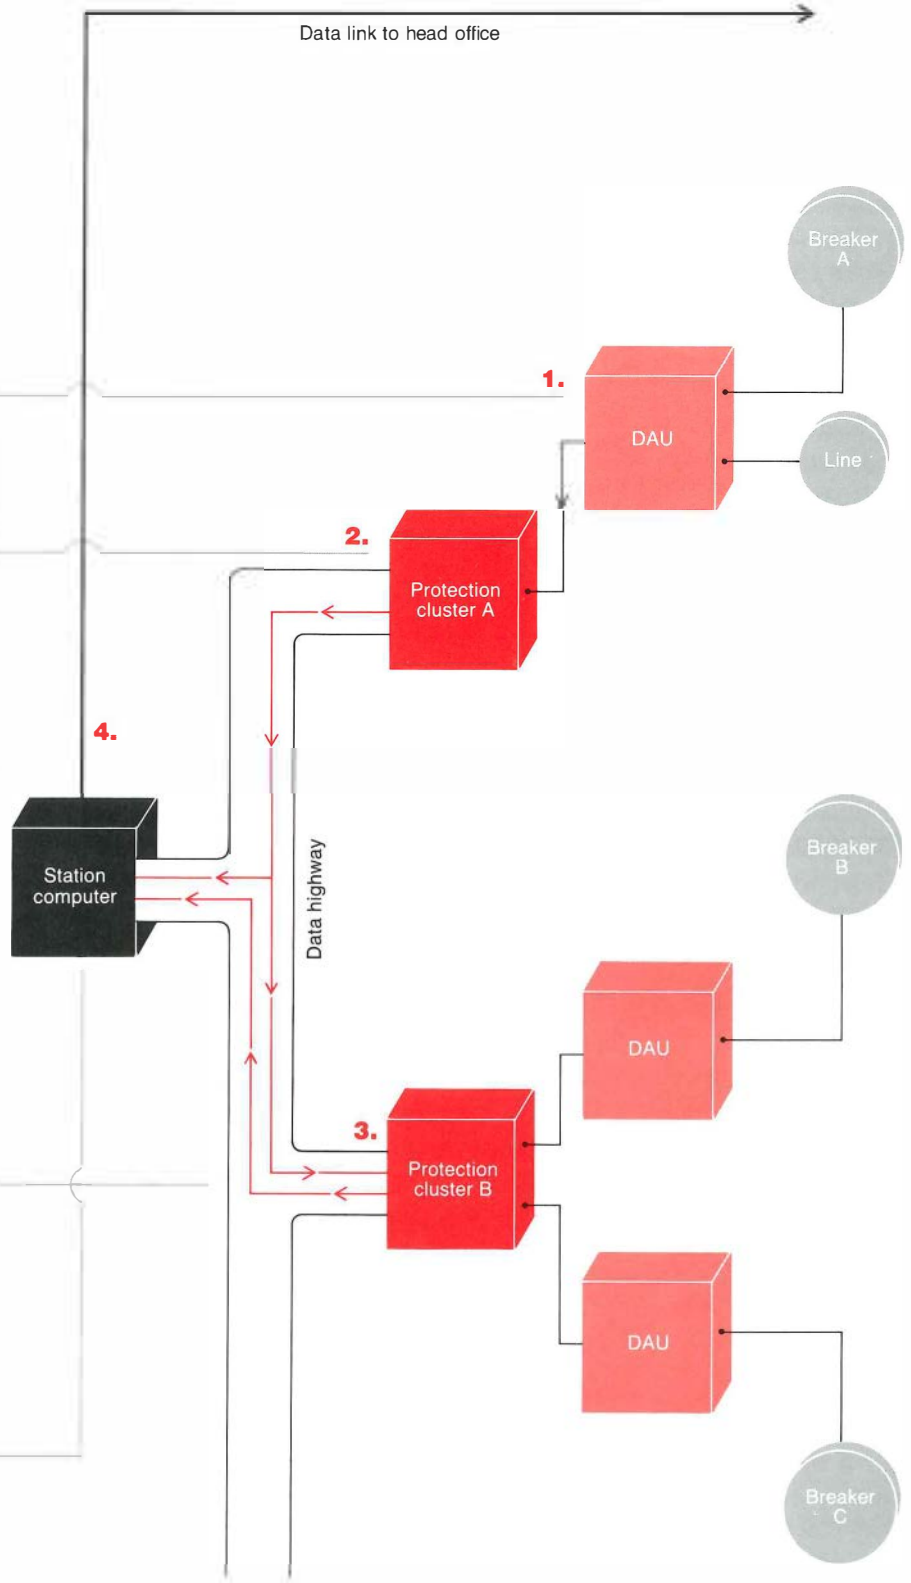 Data link to head office
Breaker
A
1.
DAU
Line
2.
Protection
cluster A
4.
Station
computer
Data highway
Breaker
B
DAU
3.
Protection
cluster B
DAU
Breaker
C